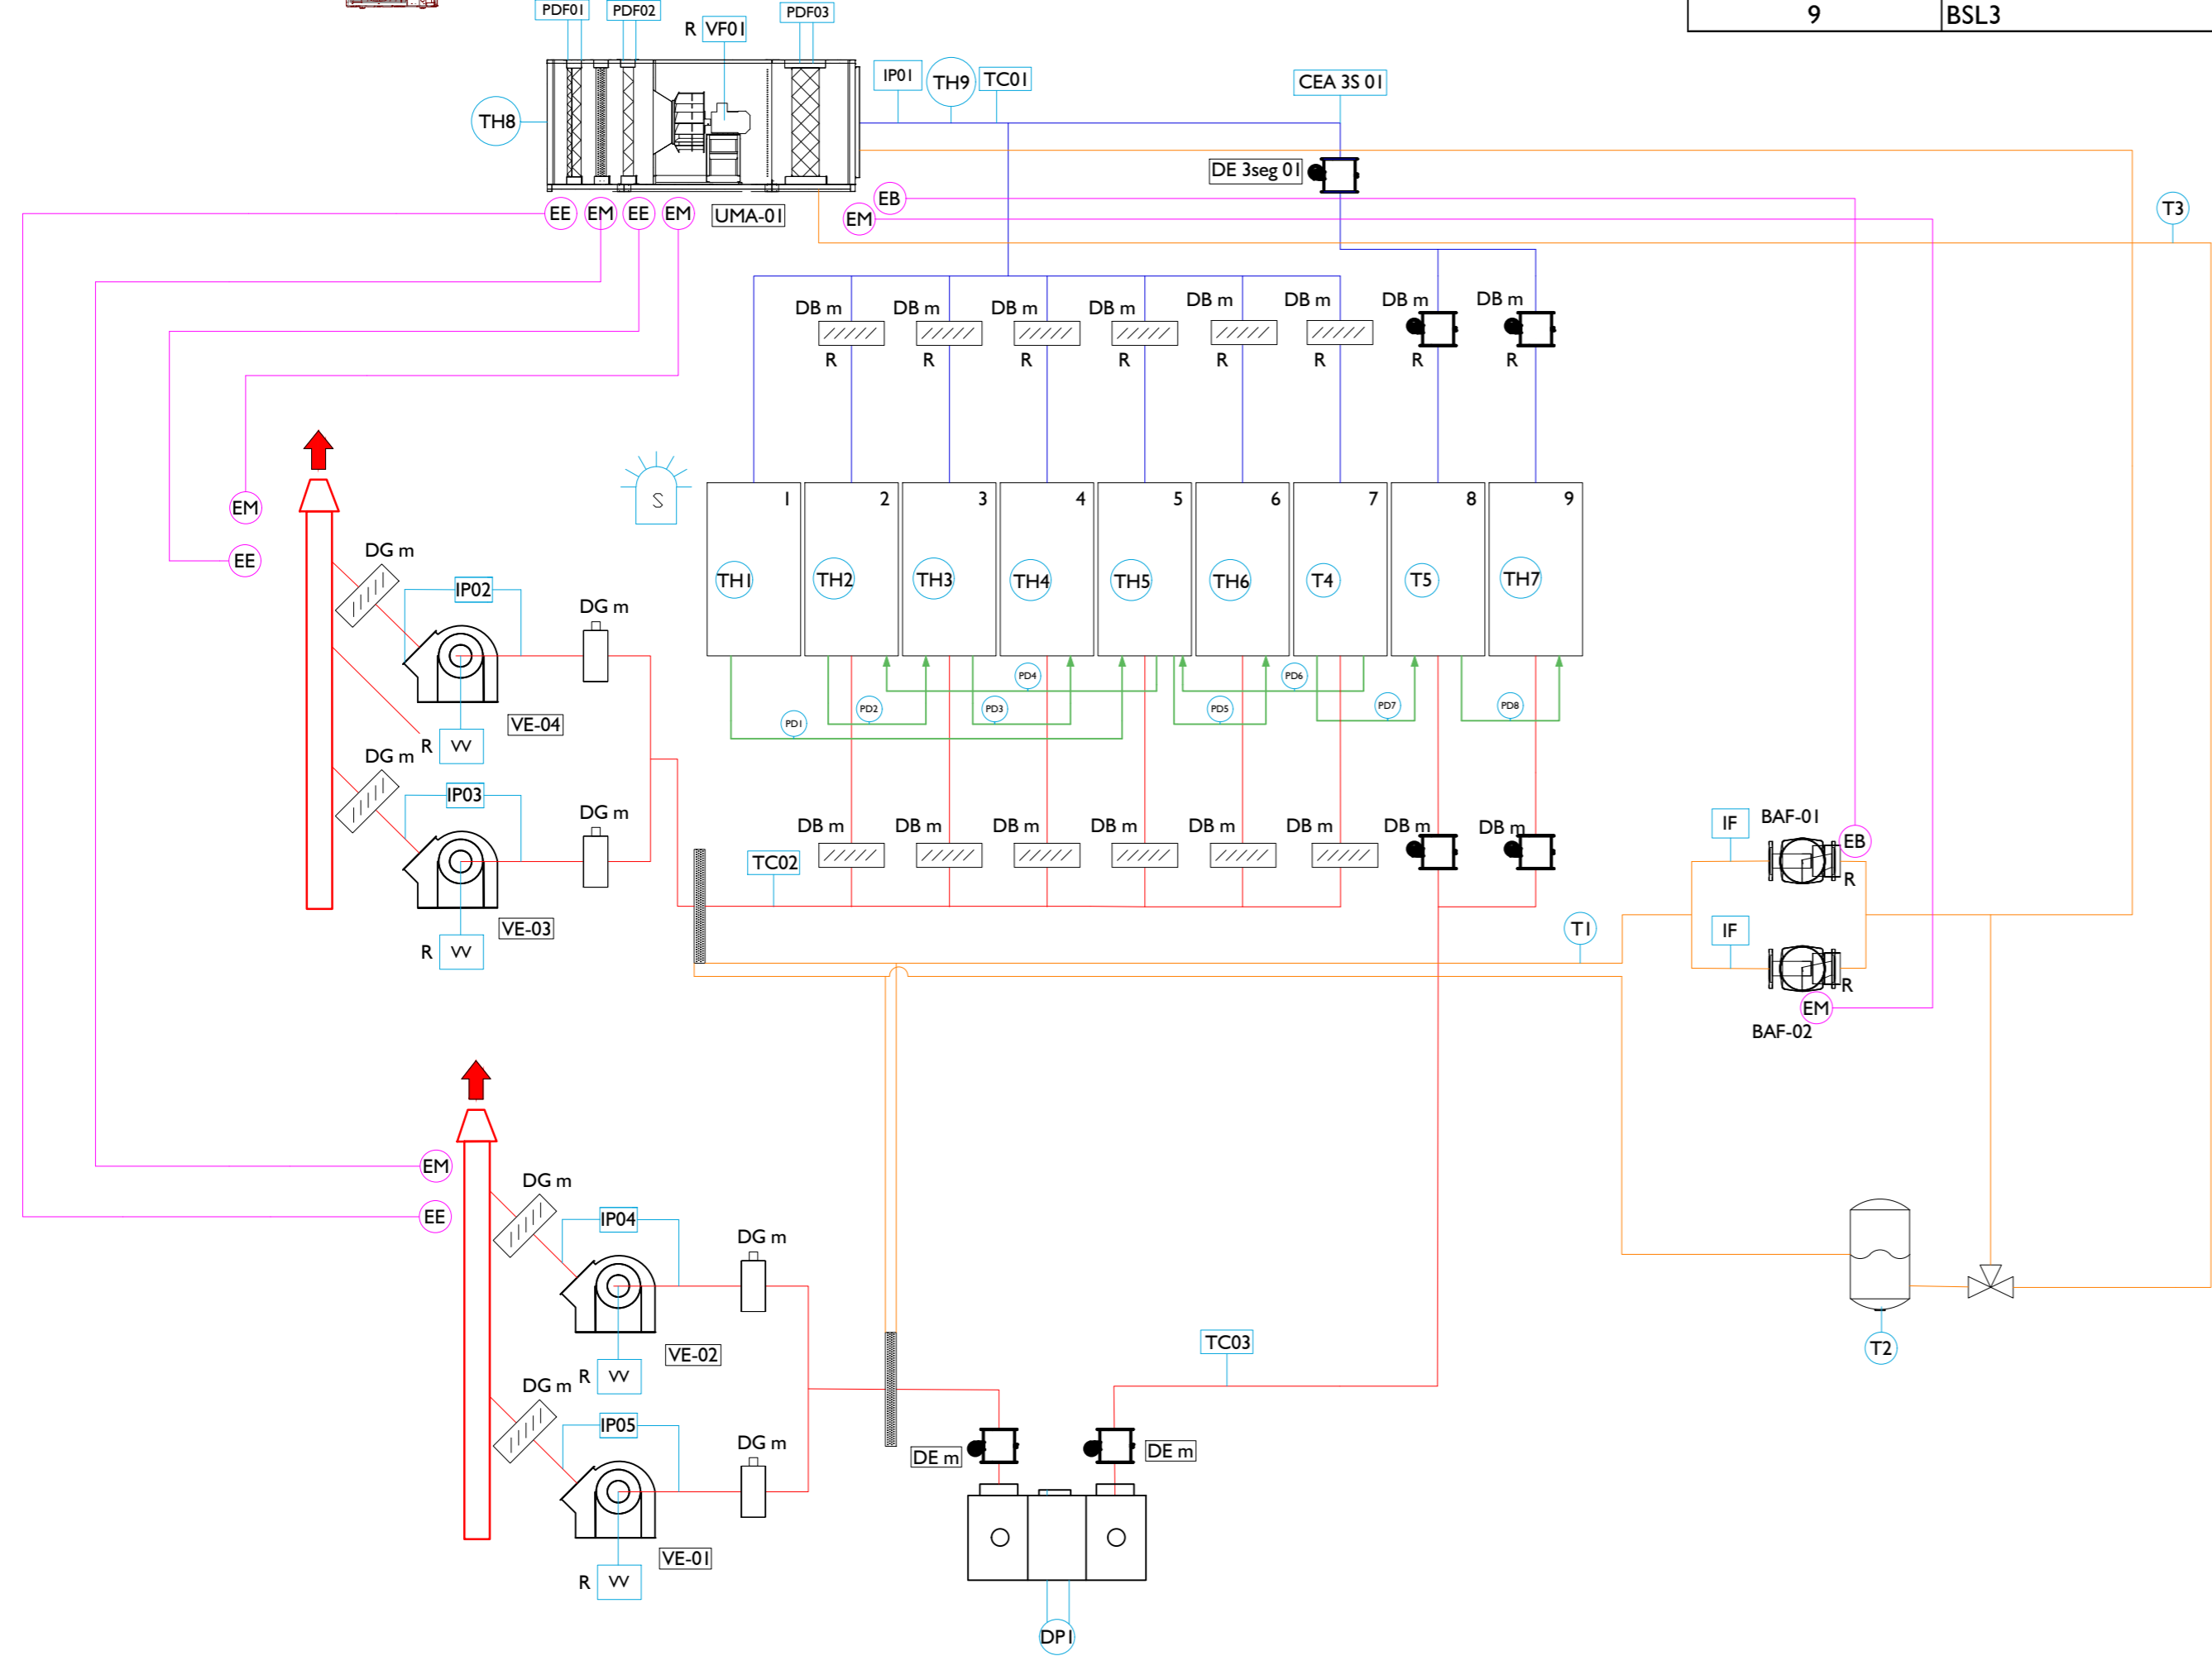 PDF01 PDF02 PDF03
9 BSL3
R VF01
IP01 TH9 TC01 CEA 3S 01
TH8
DE 3seg 01
EB
EE EM EE EM UMA-01 EM T3
DB m DB m DB m DB m DB m DB m DB m DB m
R R R R R R R R
S
1 2 3 4 5 6 7 8 9
EM
DG m
EE
TH1 TH2 TH3 TH4 TH5 TH6 T4 T5 TH7
IP02 DG m
PD4 PD6
PD1 PD2 PD3 PD5 PD7 PD8
VE-04
R VV
DG m
IP03
DG m
DB m DB m DB m DB m DB m DB m DB m DB m
IF BAF-01
EB
TC02
R
VE-03 T1 IF
R VV
R
EM
BAF-02
EM
DG m
EE IP04
DG m
VE-02 TC03 T2
R VV
DG m
IP05
DG m
DE m DE m
VE-01
R VV
DP1